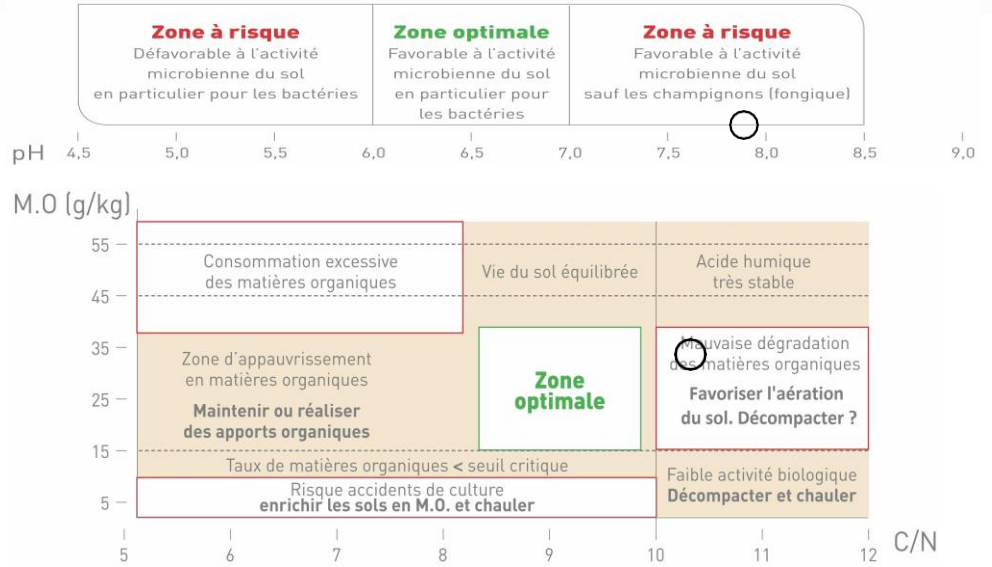 Zone à risque
Défavorable à l'activité
microbienne du sol
en particulier pour les bactéries
Zone optimale
Favorable à l'activité
microbienne du sol
en particulier pour
les bactéries
Zone à risque
Favorable à l'activité
microbienne du sol
sauf les champignons (fongique)
pH 4,5 5,0 5,5 6,0 6,5 7,0 7,5 8,0 8,5 9,0
M.O (g/kg)
55
Consommation excessive
des matières organiques
Vie du sol équilibrée
Acide humique
très stable
45
35
Zone d'appauvrissement
en matières organiques
Maintenir ou réaliser
des apports organiques
Zone
optimale
Mauvaise dégradation
des matières organiques
Favoriser l'aération
du sol. Décompacter ?
25
15
Taux de matières organiques < seuil critique
Risque accidents de culture
enrichir les sols en M.O. et chauler
Faible activité biologique
Décompacter et chauler
5
5 6 7 8 9 10 11 12 C/N